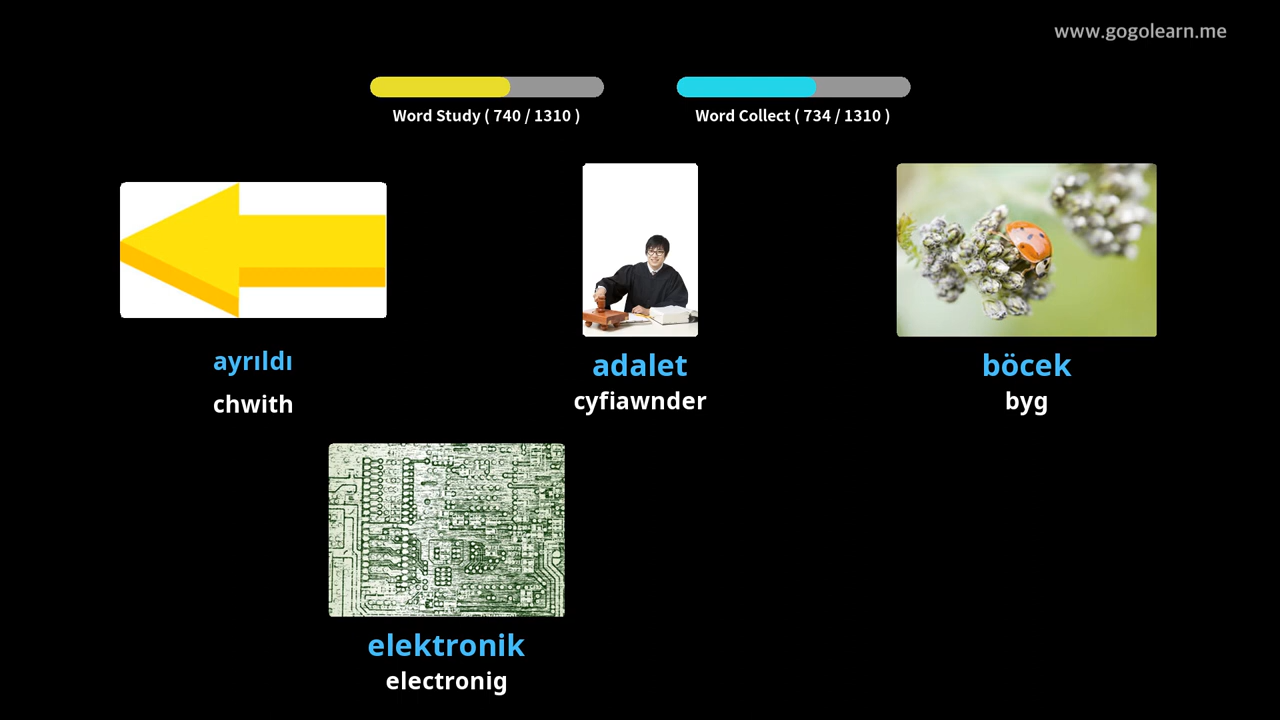 www.gogolearn.me
Word Study ( 740 / 1310 )
Word Collect ( 734 / 1310 )
ayrıldı
chwith
adalet
cyfiawnder
böcek
byg
elektronik
electronig